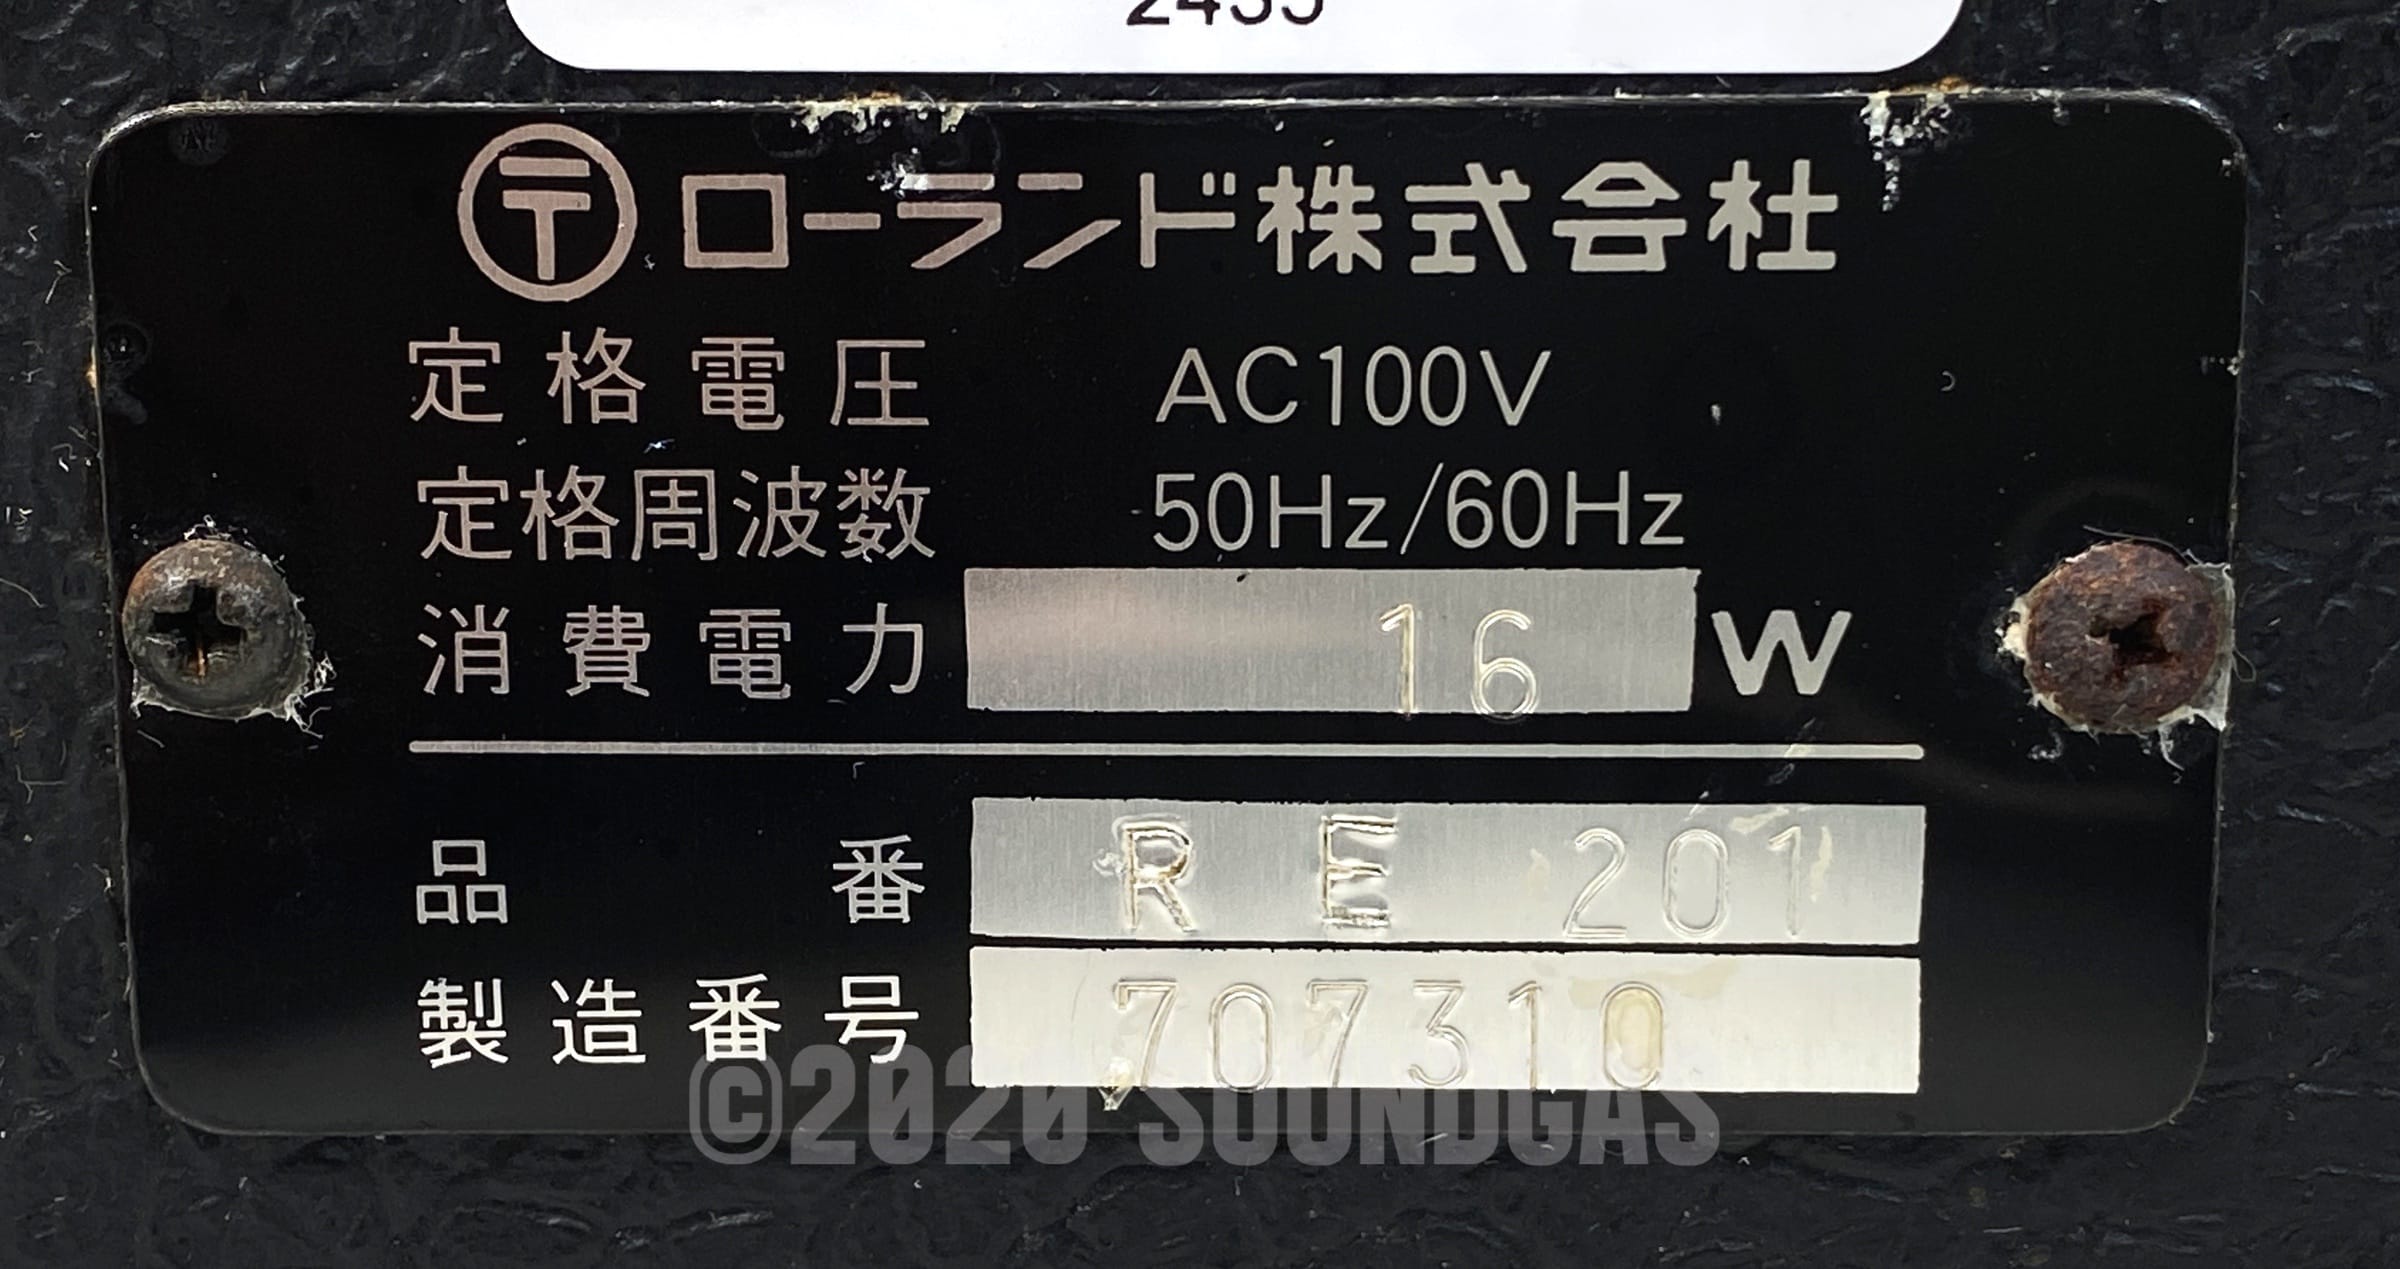 〒ローランド株式会社
定格電圧 AC100V
定格周波数 50Hz/60Hz
消費電力 16 W
品番 RE 201
製造番号 707310
©2020 SOUNDGAS